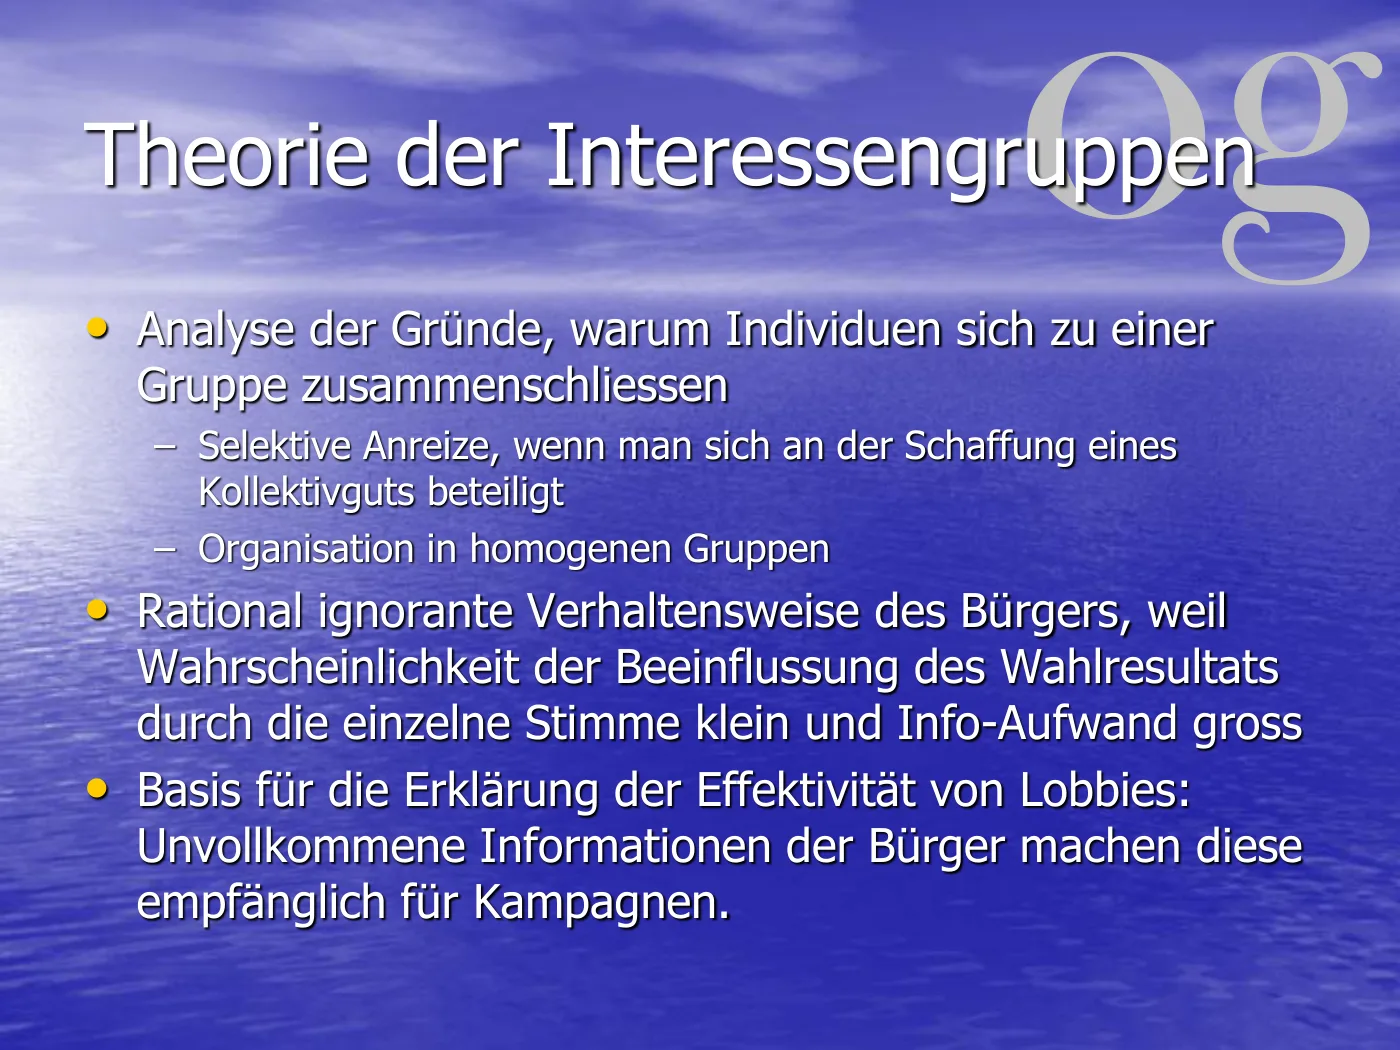 og
Theorie der Interessengruppen
• Analyse der Gründe, warum Individuen sich zu einer
Gruppe zusammenschliessen
– Selektive Anreize, wenn man sich an der Schaffung eines
Kollektivguts beteiligt
– Organisation in homogenen Gruppen
• Rational ignorante Verhaltensweise des Bürgers, weil
Wahrscheinlichkeit der Beeinflussung des Wahlresultats
durch die einzelne Stimme klein und Info-Aufwand gross
• Basis für die Erklärung der Effektivität von Lobbies:
Unvollkommene Informationen der Bürger machen diese
empfänglich für Kampagnen.